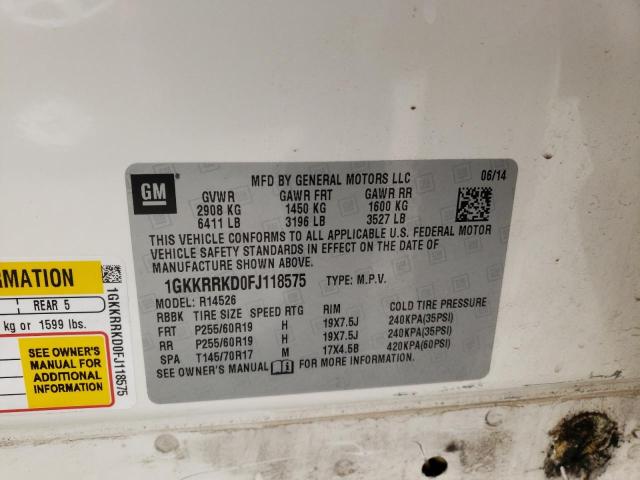 GM
MFD BY GENERAL MOTORS LLC 06/14
GVWR GAWR FRT GAWR RR
2908 KG 1450 KG 1600 KG
6411 LB 3196 LB 3527 LB
THIS VEHICLE CONFORMS TO ALL APPLICABLE U.S. FEDERAL MOTOR
VEHICLE SAFETY STANDARDS IN EFFECT ON THE DATE OF
MANUFACTURE SHOWN ABOVE.
1GKKRRKD0FJ118575 TYPE: M.P.V.
MODEL: R14526
RBBK TIRE SIZE SPEED RTG RIM COLD TIRE PRESSURE
FRT P255/60R19 H 19X7.5J 240KPA(35PSI)
RR P255/60R19 H 19X7.5J 240KPA(35PSI)
SPA T145/70R17 M 17X4.5B 420KPA(60PSI)
SEE OWNER'S MANUAL FOR MORE INFORMATION.
RMATION
REAR 5
kg or 1599 lbs.
SEE OWNER'S
MANUAL FOR
ADDITIONAL
INFORMATION
1GKKRRKD0FJ118575